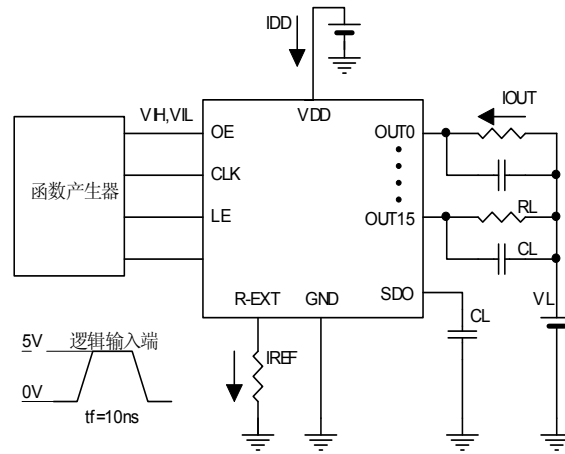 IDD
VIH,VIL
VDD
OE
OUT0
IOUT
函数产生器
CLK
LE
OUT15
RL
CL
R-EXT
GND
SDO
CL
VL
5V
逻辑输入端
IREF
0V
tf=10ns